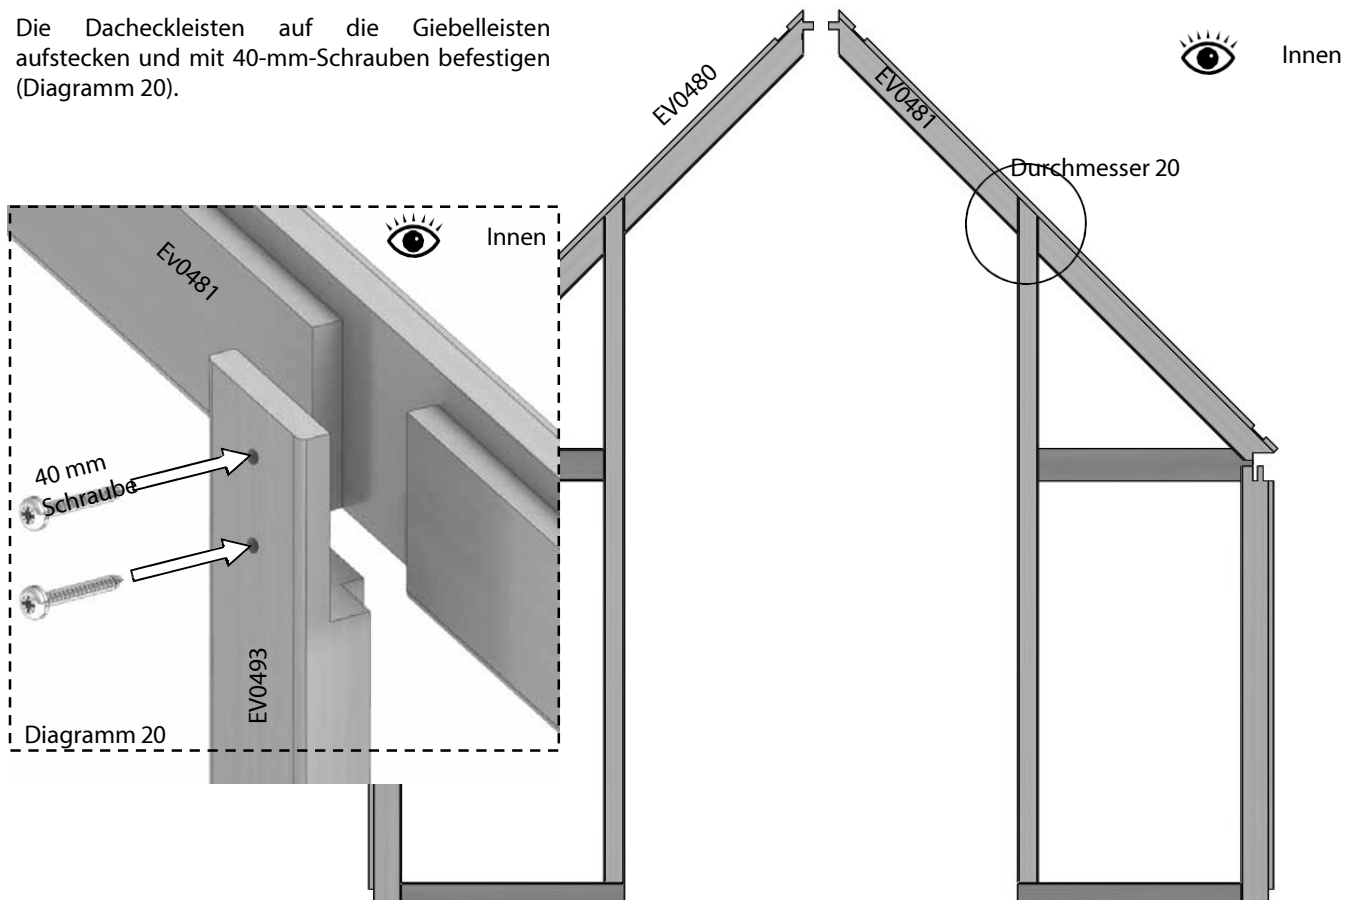 Die Dacheckleisten auf die Giebelleisten
aufstecken und mit 40-mm-Schrauben befestigen
(Diagramm 20).
EV0480
EV0481
Innen
Durchmesser 20
Ev0481
Innen
40 mm
Schraube
EV0493
Diagramm 20